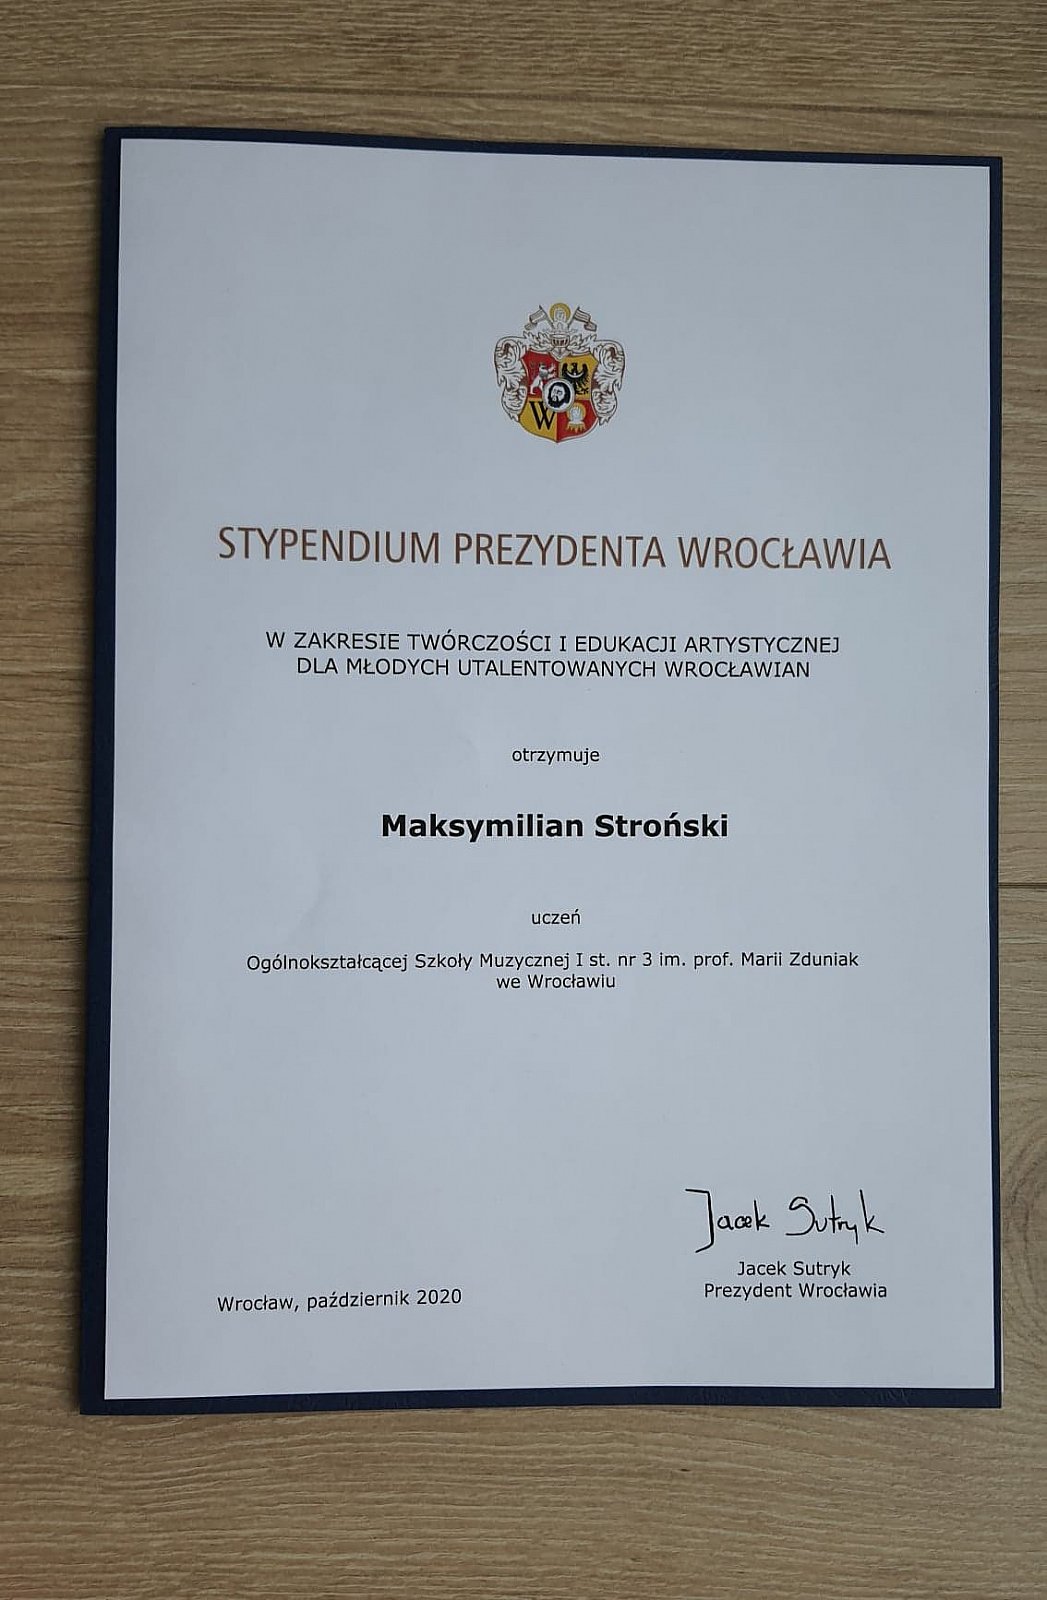 W
STYPENDIUM PREZYDENTA WROCŁAWIA
W ZAKRESIE TWÓRCZOŚCI I EDUKACJI ARTYSTYCZNEJ
DLA MŁODYCH UTALENTOWANYCH WROCŁAWIAN
otrzymuje
Maksymilian Stroński
uczeń
Ogólnokształcącej Szkoły Muzycznej I st. nr 3 im. prof. Marii Zduniak
we Wrocławiu
Jacek Sutryk
Jacek Sutryk
Prezydent Wrocławia
Wrocław, październik 2020